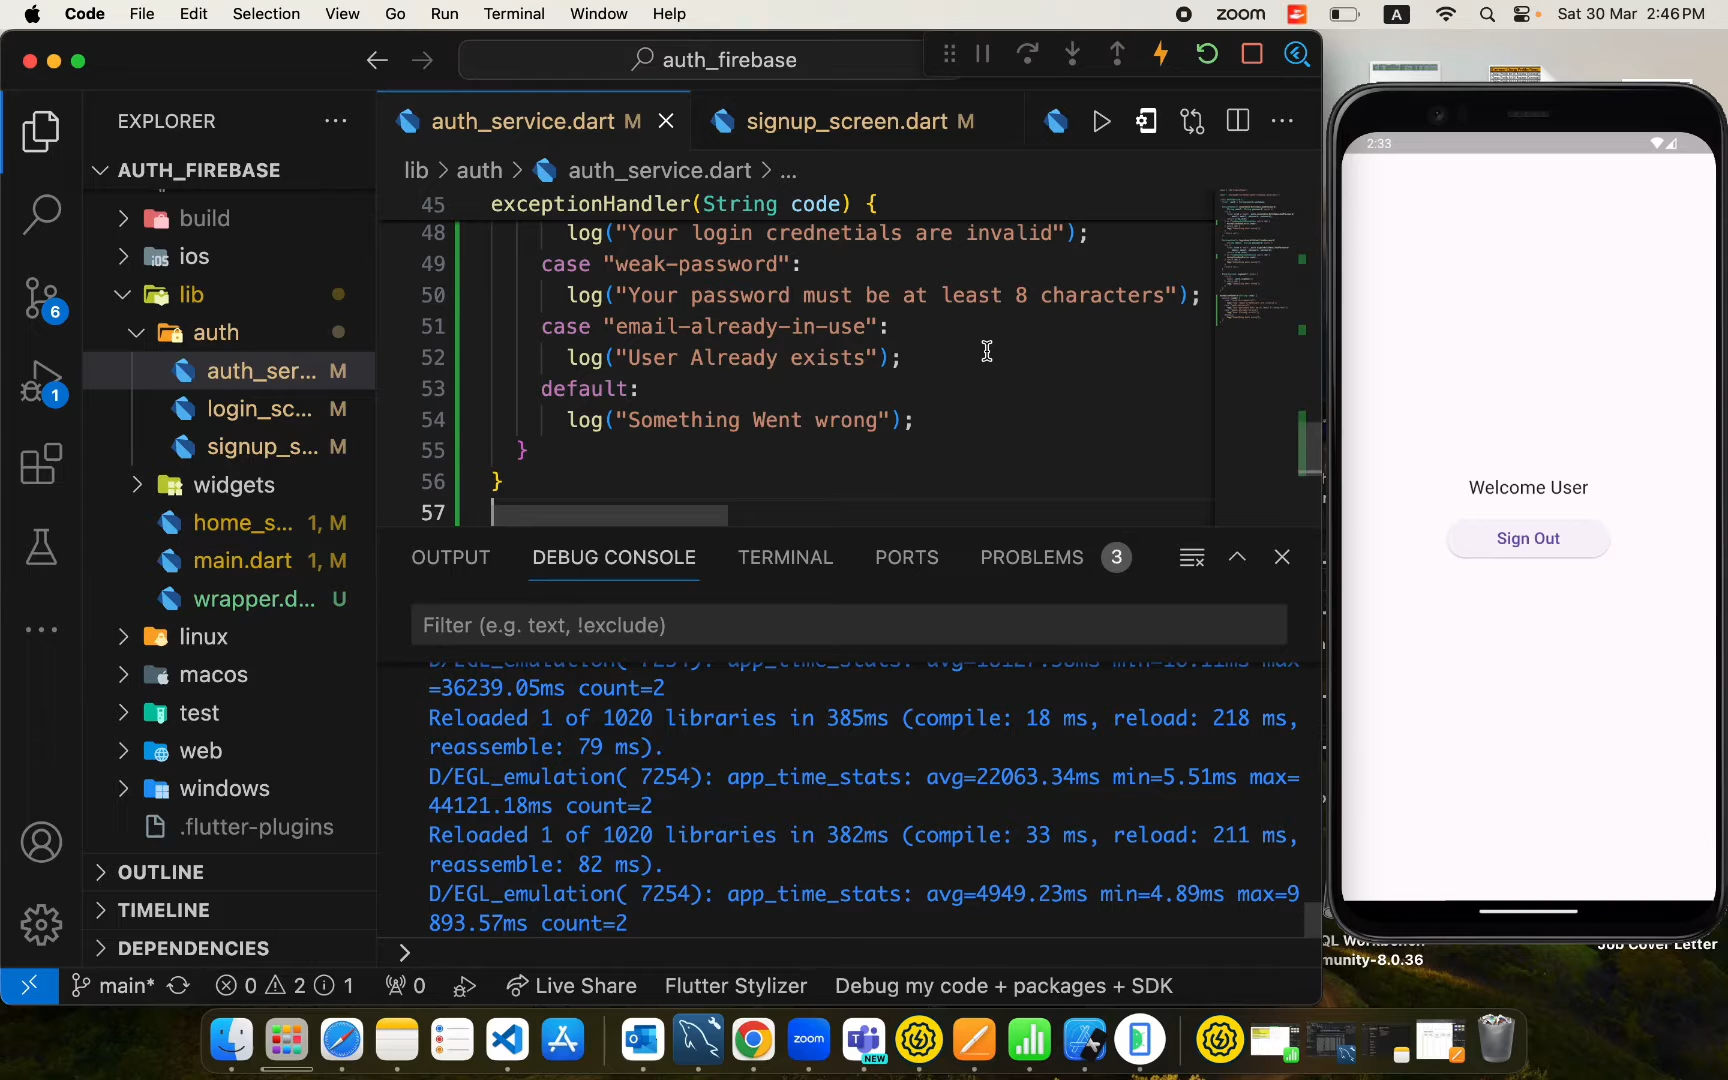 Code File Edit Selection View Go Run Terminal Window Help
zoom A Sat 30 Mar 2:46PM
auth_firebase
EXPLORER
auth_service.dart M
signup_screen.dart M
AUTH_FIREBASE
lib > auth > auth_service.dart > ...
build
ios
lib
auth
auth_ser... M
login_sc... M
signup_s... M
widgets
home_s... 1, M
main.dart 1, M
wrapper.d... U
linux
macos
test
web
windows
.flutter-plugins
OUTLINE
TIMELINE
DEPENDENCIES
6
1
45 exceptionHandler(String code) {
48 log("Your login crednetials are invalid");
49 case "weak-password":
50 log("Your password must be at least 8 characters");
51 case "email-already-in-use":
52 log("User Already exists");
53 default:
54 log("Something Went wrong");
55 }
56 }
57
OUTPUT DEBUG CONSOLE TERMINAL PORTS PROBLEMS 3
Filter (e.g. text, !exclude)
=36239.05ms count=2
Reloaded 1 of 1020 libraries in 385ms (compile: 18 ms, reload: 218 ms,
reassemble: 79 ms).
D/EGL_emulation( 7254): app_time_stats: avg=22063.34ms min=5.51ms max=
44121.18ms count=2
Reloaded 1 of 1020 libraries in 382ms (compile: 33 ms, reload: 211 ms,
reassemble: 82 ms).
D/EGL_emulation( 7254): app_time_stats: avg=4949.23ms min=4.89ms max=9
893.57ms count=2
>
main* 0 2 1 0 Live Share Flutter Stylizer Debug my code + packages + SDK
2:33
Welcome User
Sign Out
munity-8.0.36
Job Cover Letter
zoom
NEW